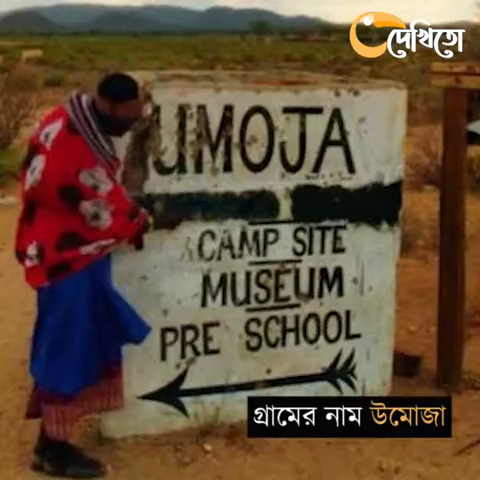 দেখিতো
UMOJA
CAMP SITE
MUSEUM
PRE SCHOOL
গ্রামের নাম উমোজা